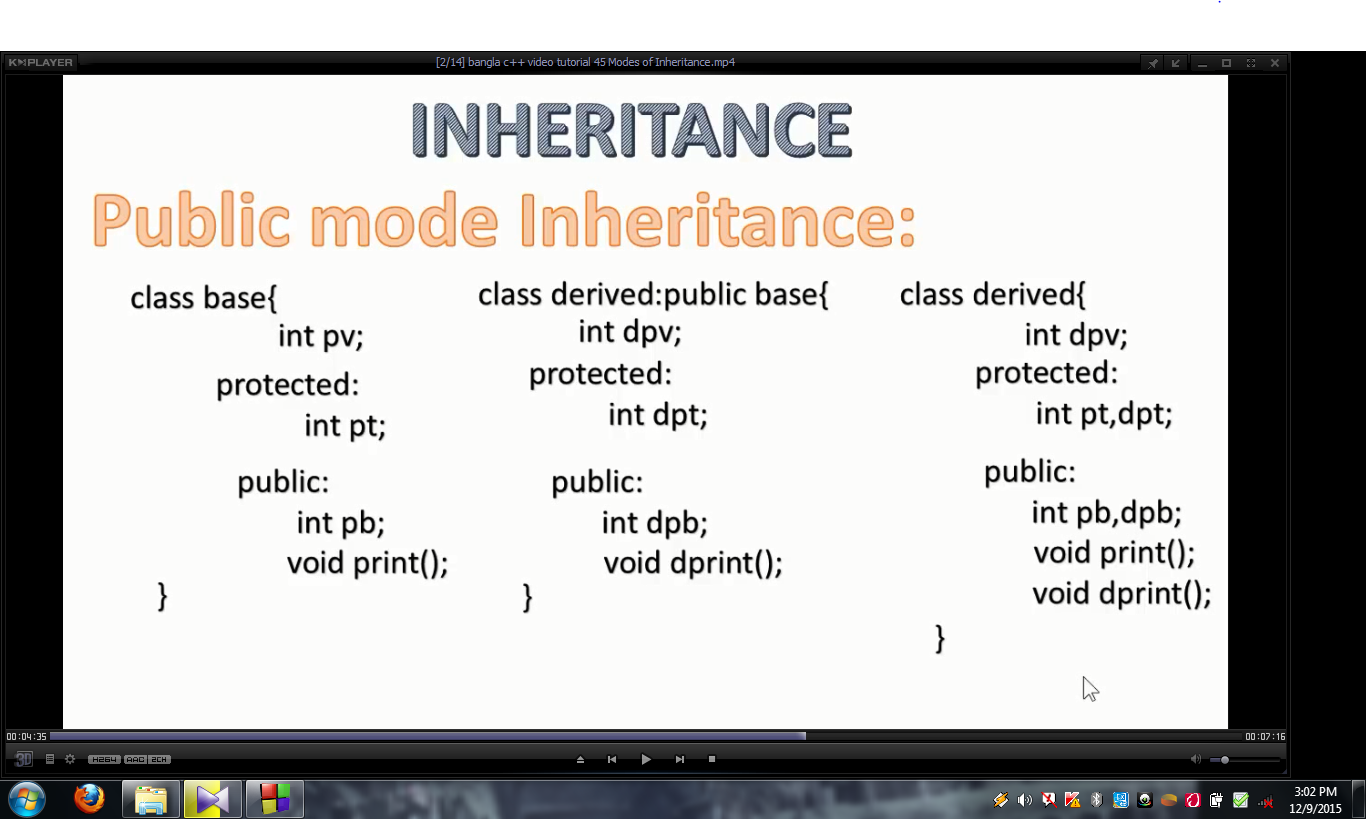 K▶PLAYER
[2/14] bangla c++ video tutorial 45 Modes of Inheritance.mp4
INHERITANCE
Public mode Inheritance:
class base{
int pv;
protected:
int pt;
public:
int pb;
void print();
}
class derived:public base{
int dpv;
protected:
int dpt;
public:
int dpb;
void dprint();
}
class derived{
int dpv;
protected:
int pt,dpt;
public:
int pb,dpb;
void print();
void dprint();
}
00:04:35
00:07:16
3D
H264 AAC 2CH
3:02 PM
12/9/2015